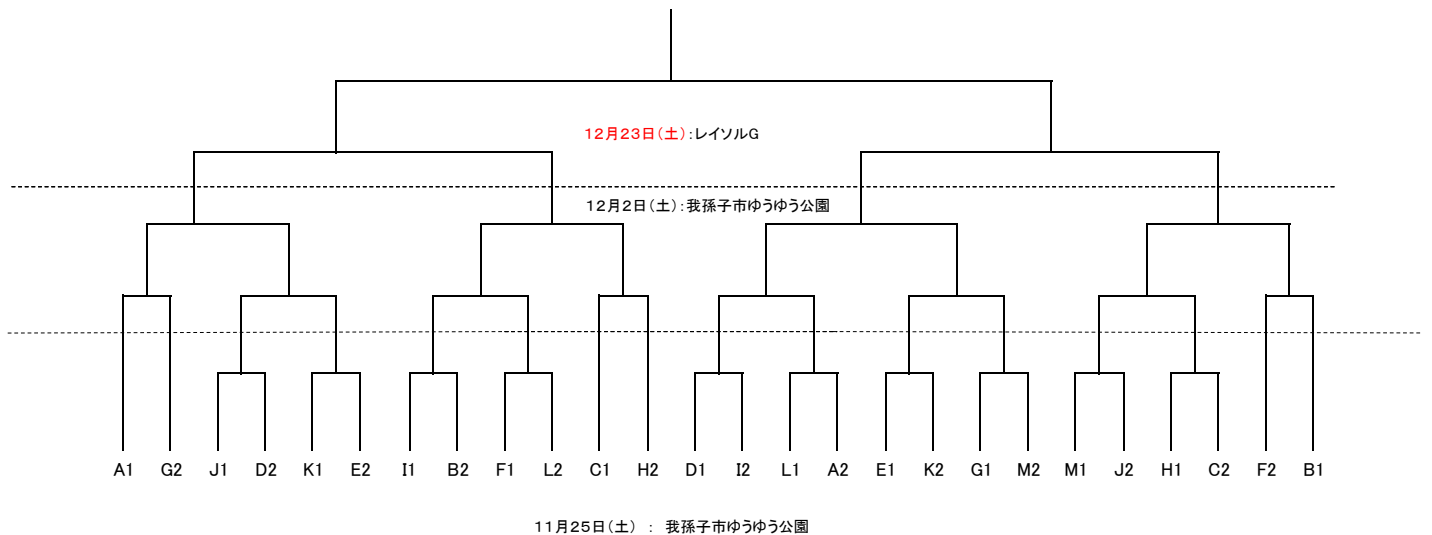 12月23日（土）：レイソルG
12月2日（土）：我孫子市ゆうゆう公園
A1 G2 J1 D2 K1 E2 I1 B2 F1 L2 C1 H2 D1 I2 L1 A2 E1 K2 G1 M2 M1 J2 H1 C2 F2 B1
11月25日（土） ： 我孫子市ゆうゆう公園